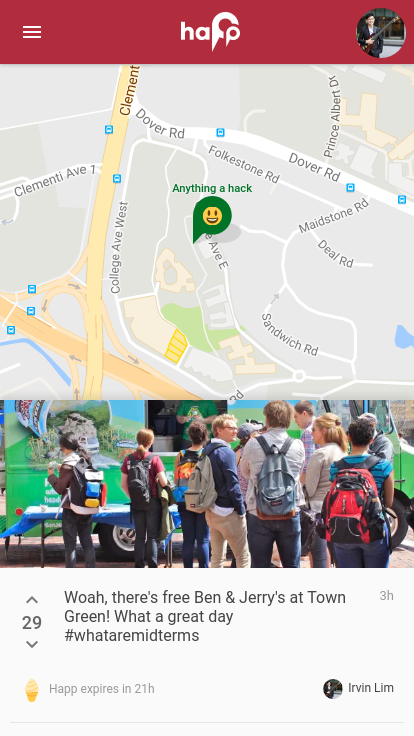 happ
Clement
Dover Rd
Prince Albert Dr
Folkestone Rd
Dover Rd
Clementi Ave 1
Anything a hack
Maidstone Rd
College Ave West
e Ave E
Deal Rd
Sandwich Rd
Woah, there's free Ben & Jerry's at Town
Green! What a great day
#whataremidterms
3h
29
Happ expires in 21h
Irvin Lim